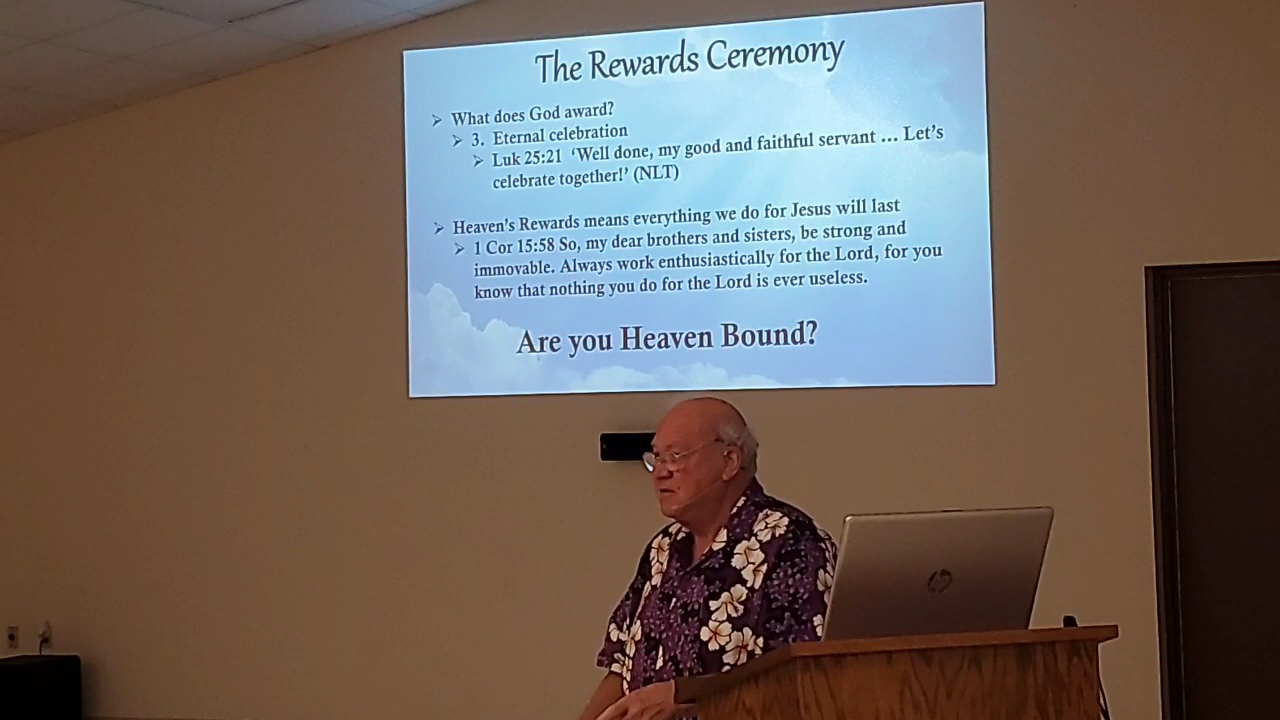 The Rewards Ceremony
➢ What does God award?
➢ 3. Eternal celebration
➢ Luk 25:21 ‘Well done, my good and faithful servant … Let’s
celebrate together!’ (NLT)
➢ Heaven’s Rewards means everything we do for Jesus will last
➢ 1 Cor 15:58 So, my dear brothers and sisters, be strong and
immovable. Always work enthusiastically for the Lord, for you
know that nothing you do for the Lord is ever useless.
Are you Heaven Bound?
hp